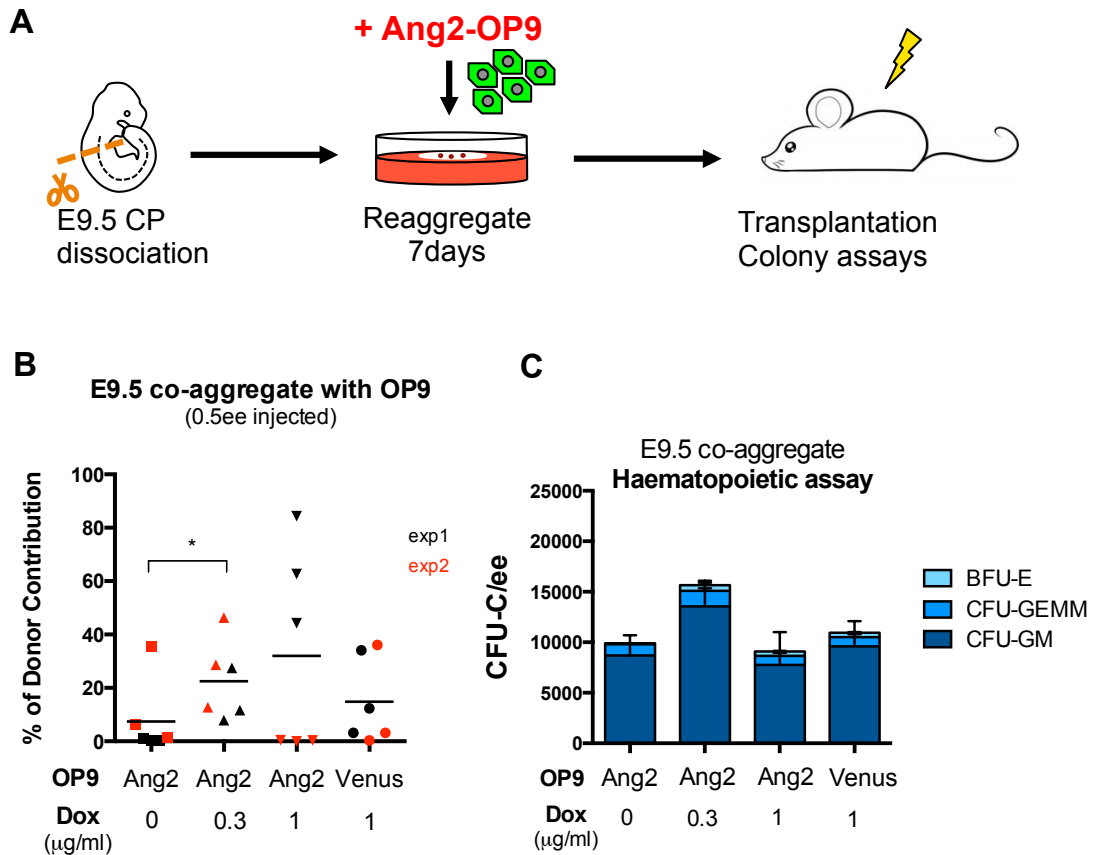 A
+ Ang2-OP9
E9.5 CP
dissociation
Reaggregate
7days
Transplantation
Colony assays
B
E9.5 co-aggregate with OP9
(0.5ee injected)
% of Donor Contribution
100
80
60
40
20
0
*
exp1
exp2
OP9 Ang2 Ang2 Ang2 Venus
Dox 0 0.3 1 1
(μg/ml)
C
E9.5 co-aggregate
Haematopoietic assay
CFU-C/ee
25000
20000
15000
10000
5000
0
BFU-E
CFU-GEMM
CFU-GM
OP9 Ang2 Ang2 Ang2 Venus
Dox 0 0.3 1 1
(μg/ml)